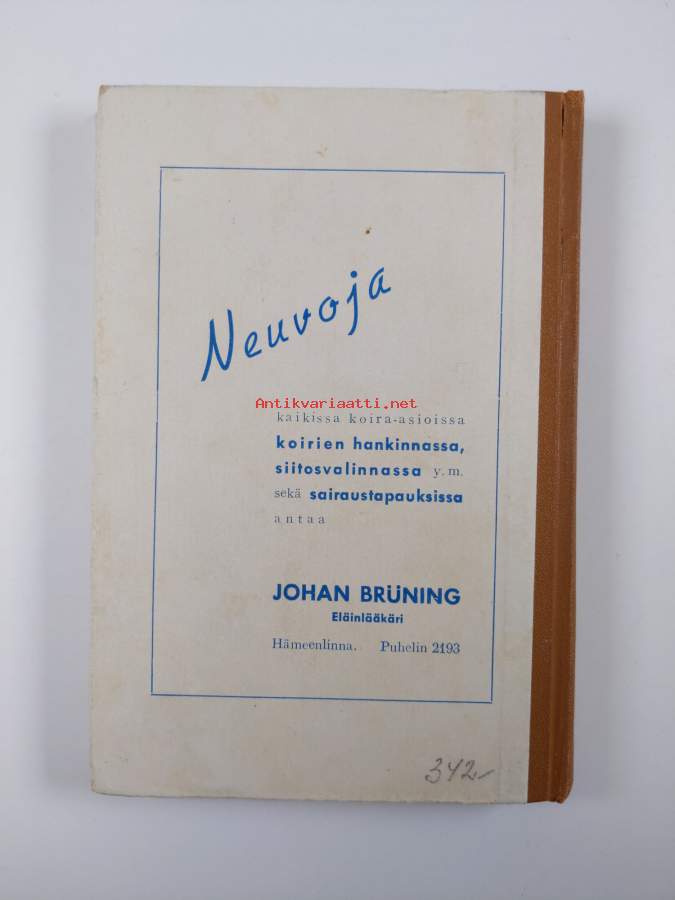 Neuvoja
Antikvariaatti.net
kaikissa koira-asioissa
koirien hankinnassa,
siitosvalinnassa y. m.
sekä sairaustapauksissa
antaa
JOHAN BRÜNING
Eläinlääkäri
Hämeenlinna. Puhelin 2193
342-